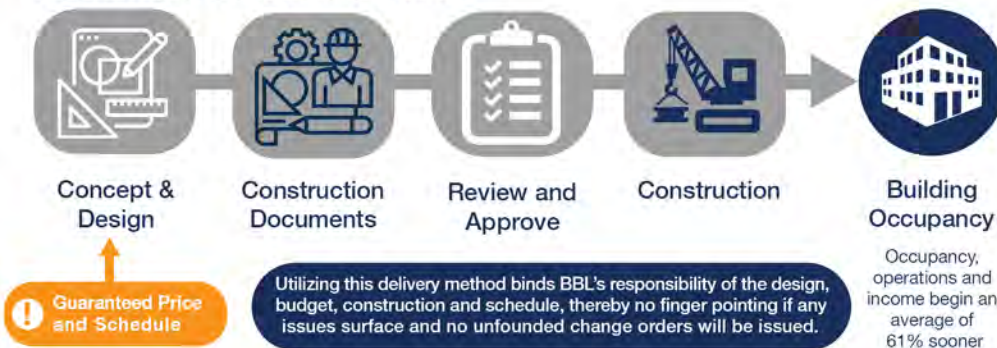 Concept &
Design
Construction
Documents
Review and
Approve
Construction
Building
Occupancy
Occupancy,
operations and
income begin an
average of
61% sooner
! Guaranteed Price
and Schedule
Utilizing this delivery method binds BBL's responsibility of the design,
budget, construction and schedule, thereby no finger pointing if any
issues surface and no unfounded change orders will be issued.